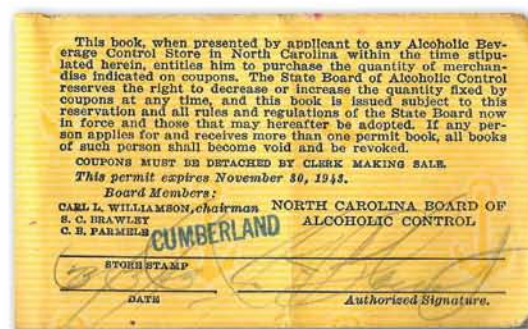 This book, when presented by applicant to any Alcoholic Bev-
erage Control Store in North Carolina within the time stipu-
lated herein, entitles him to purchase the quantity of merchan-
dise indicated on coupons. The State Board of Alcoholic Control
reserves the right to decrease or increase the quantity fixed by
coupons at any time, and this book is issued subject to this
reservation and all rules and regulations of the State Board now
in force and those that may hereafter be adopted. If any per-
son applies for and receives more than one permit book, all books
of such person shall become void and be revoked.
COUPONS MUST BE DETACHED BY CLERK MAKING SALE.
This permit expires November 30, 1943.
Board Members:
CARL L. WILLIAMSON, chairman NORTH CAROLINA BOARD OF
S. C. BRAWLEY ALCOHOLIC CONTROL
C. B. PARMELE
CUMBERLAND
STORE STAMP
DATE Authorized Signature.